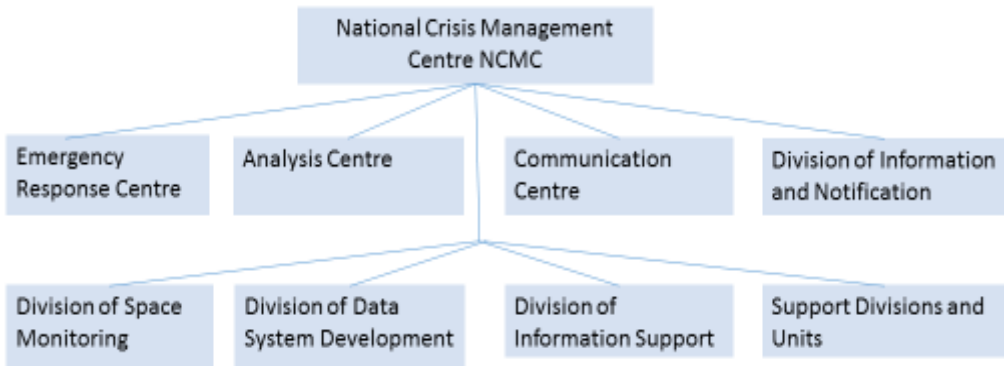 National Crisis Management
Centre NCMC
Emergency
Response Centre
Analysis Centre
Communication
Centre
Division of Information
and Notification
Division of Space
Monitoring
Division of Data
System Development
Division of
Information Support
Support Divisions and
Units